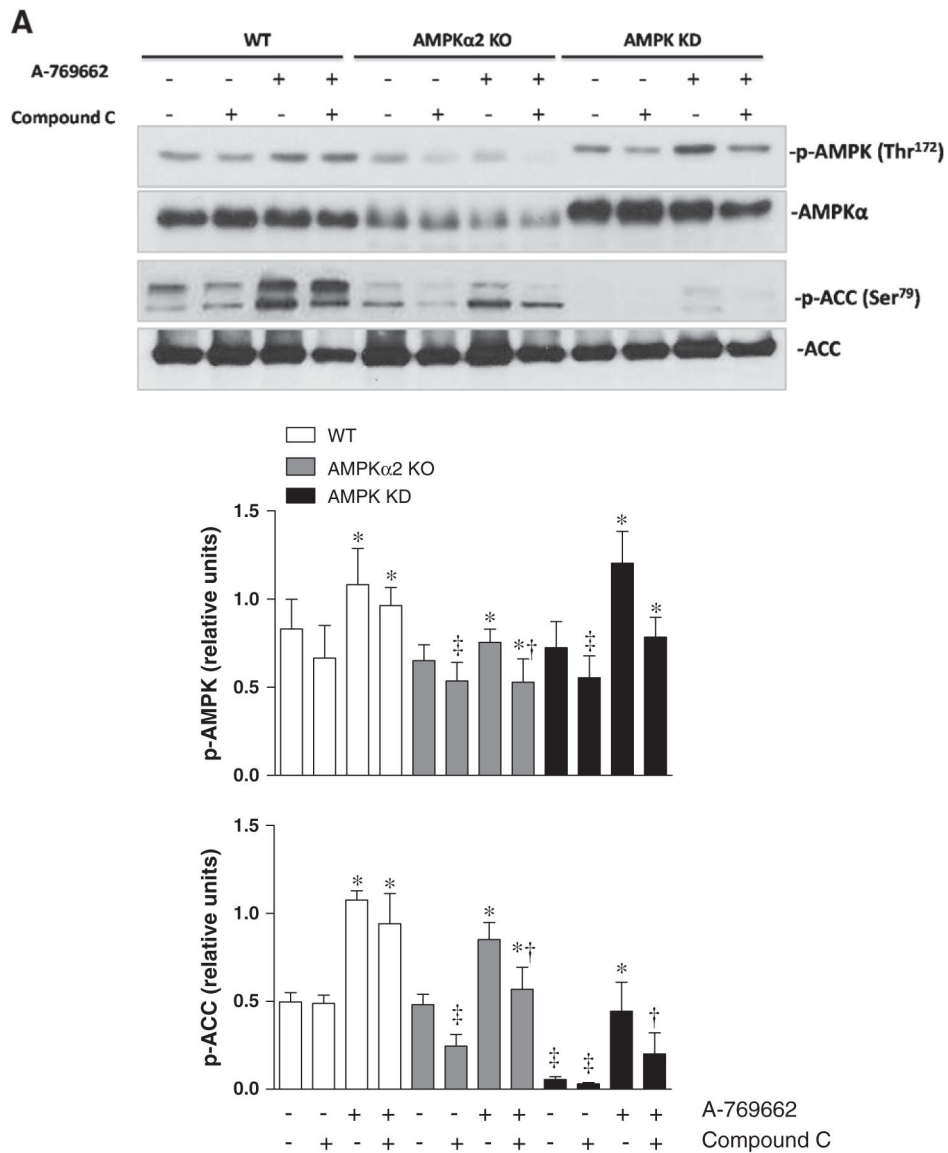 A
WT AMPKα2 KO AMPK KD
A-769662 - - + + - - + + - - + +
Compound C - + - + - + - + - + - +
-p-AMPK (Thr¹⁷²)
-AMPKα
-p-ACC (Ser⁷⁹)
-ACC
WT
AMPKα2 KO
AMPK KD
p-AMPK (relative units)
1.5
1.0
0.5
0.0
* * ‡ * *† ‡ * *
p-ACC (relative units)
1.5
1.0
0.5
0.0
* * ‡ * *† ‡ ‡ * †
- - + + - - + + - - + + A-769662
- + - + - + - + - + - + Compound C